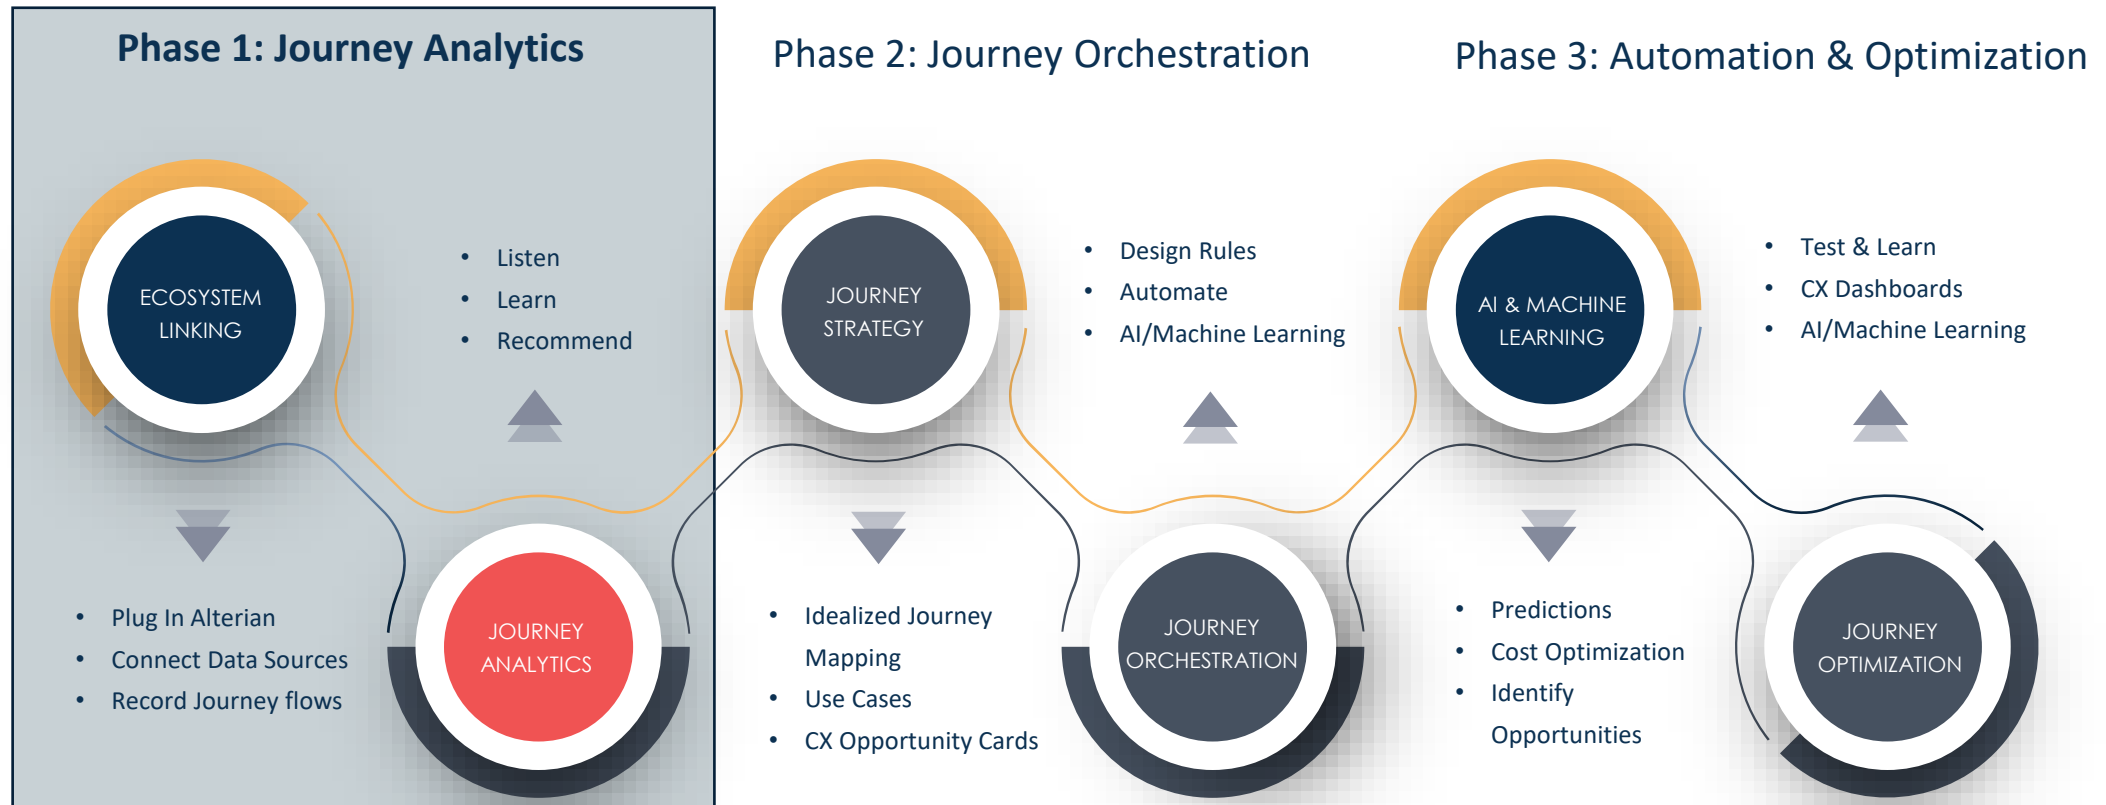 Phase 1: Journey Analytics
ECOSYSTEM
LINKING
• Listen
• Learn
• Recommend
• Plug In Alterian
• Connect Data Sources
• Record Journey flows
JOURNEY
ANALYTICS
Phase 2: Journey Orchestration
JOURNEY
STRATEGY
• Design Rules
• Automate
• AI/Machine Learning
• Idealized Journey
Mapping
• Use Cases
• CX Opportunity Cards
JOURNEY
ORCHESTRATION
Phase 3: Automation & Optimization
AI & MACHINE
LEARNING
• Test & Learn
• CX Dashboards
• AI/Machine Learning
• Predictions
• Cost Optimization
• Identify
Opportunities
JOURNEY
OPTIMIZATION